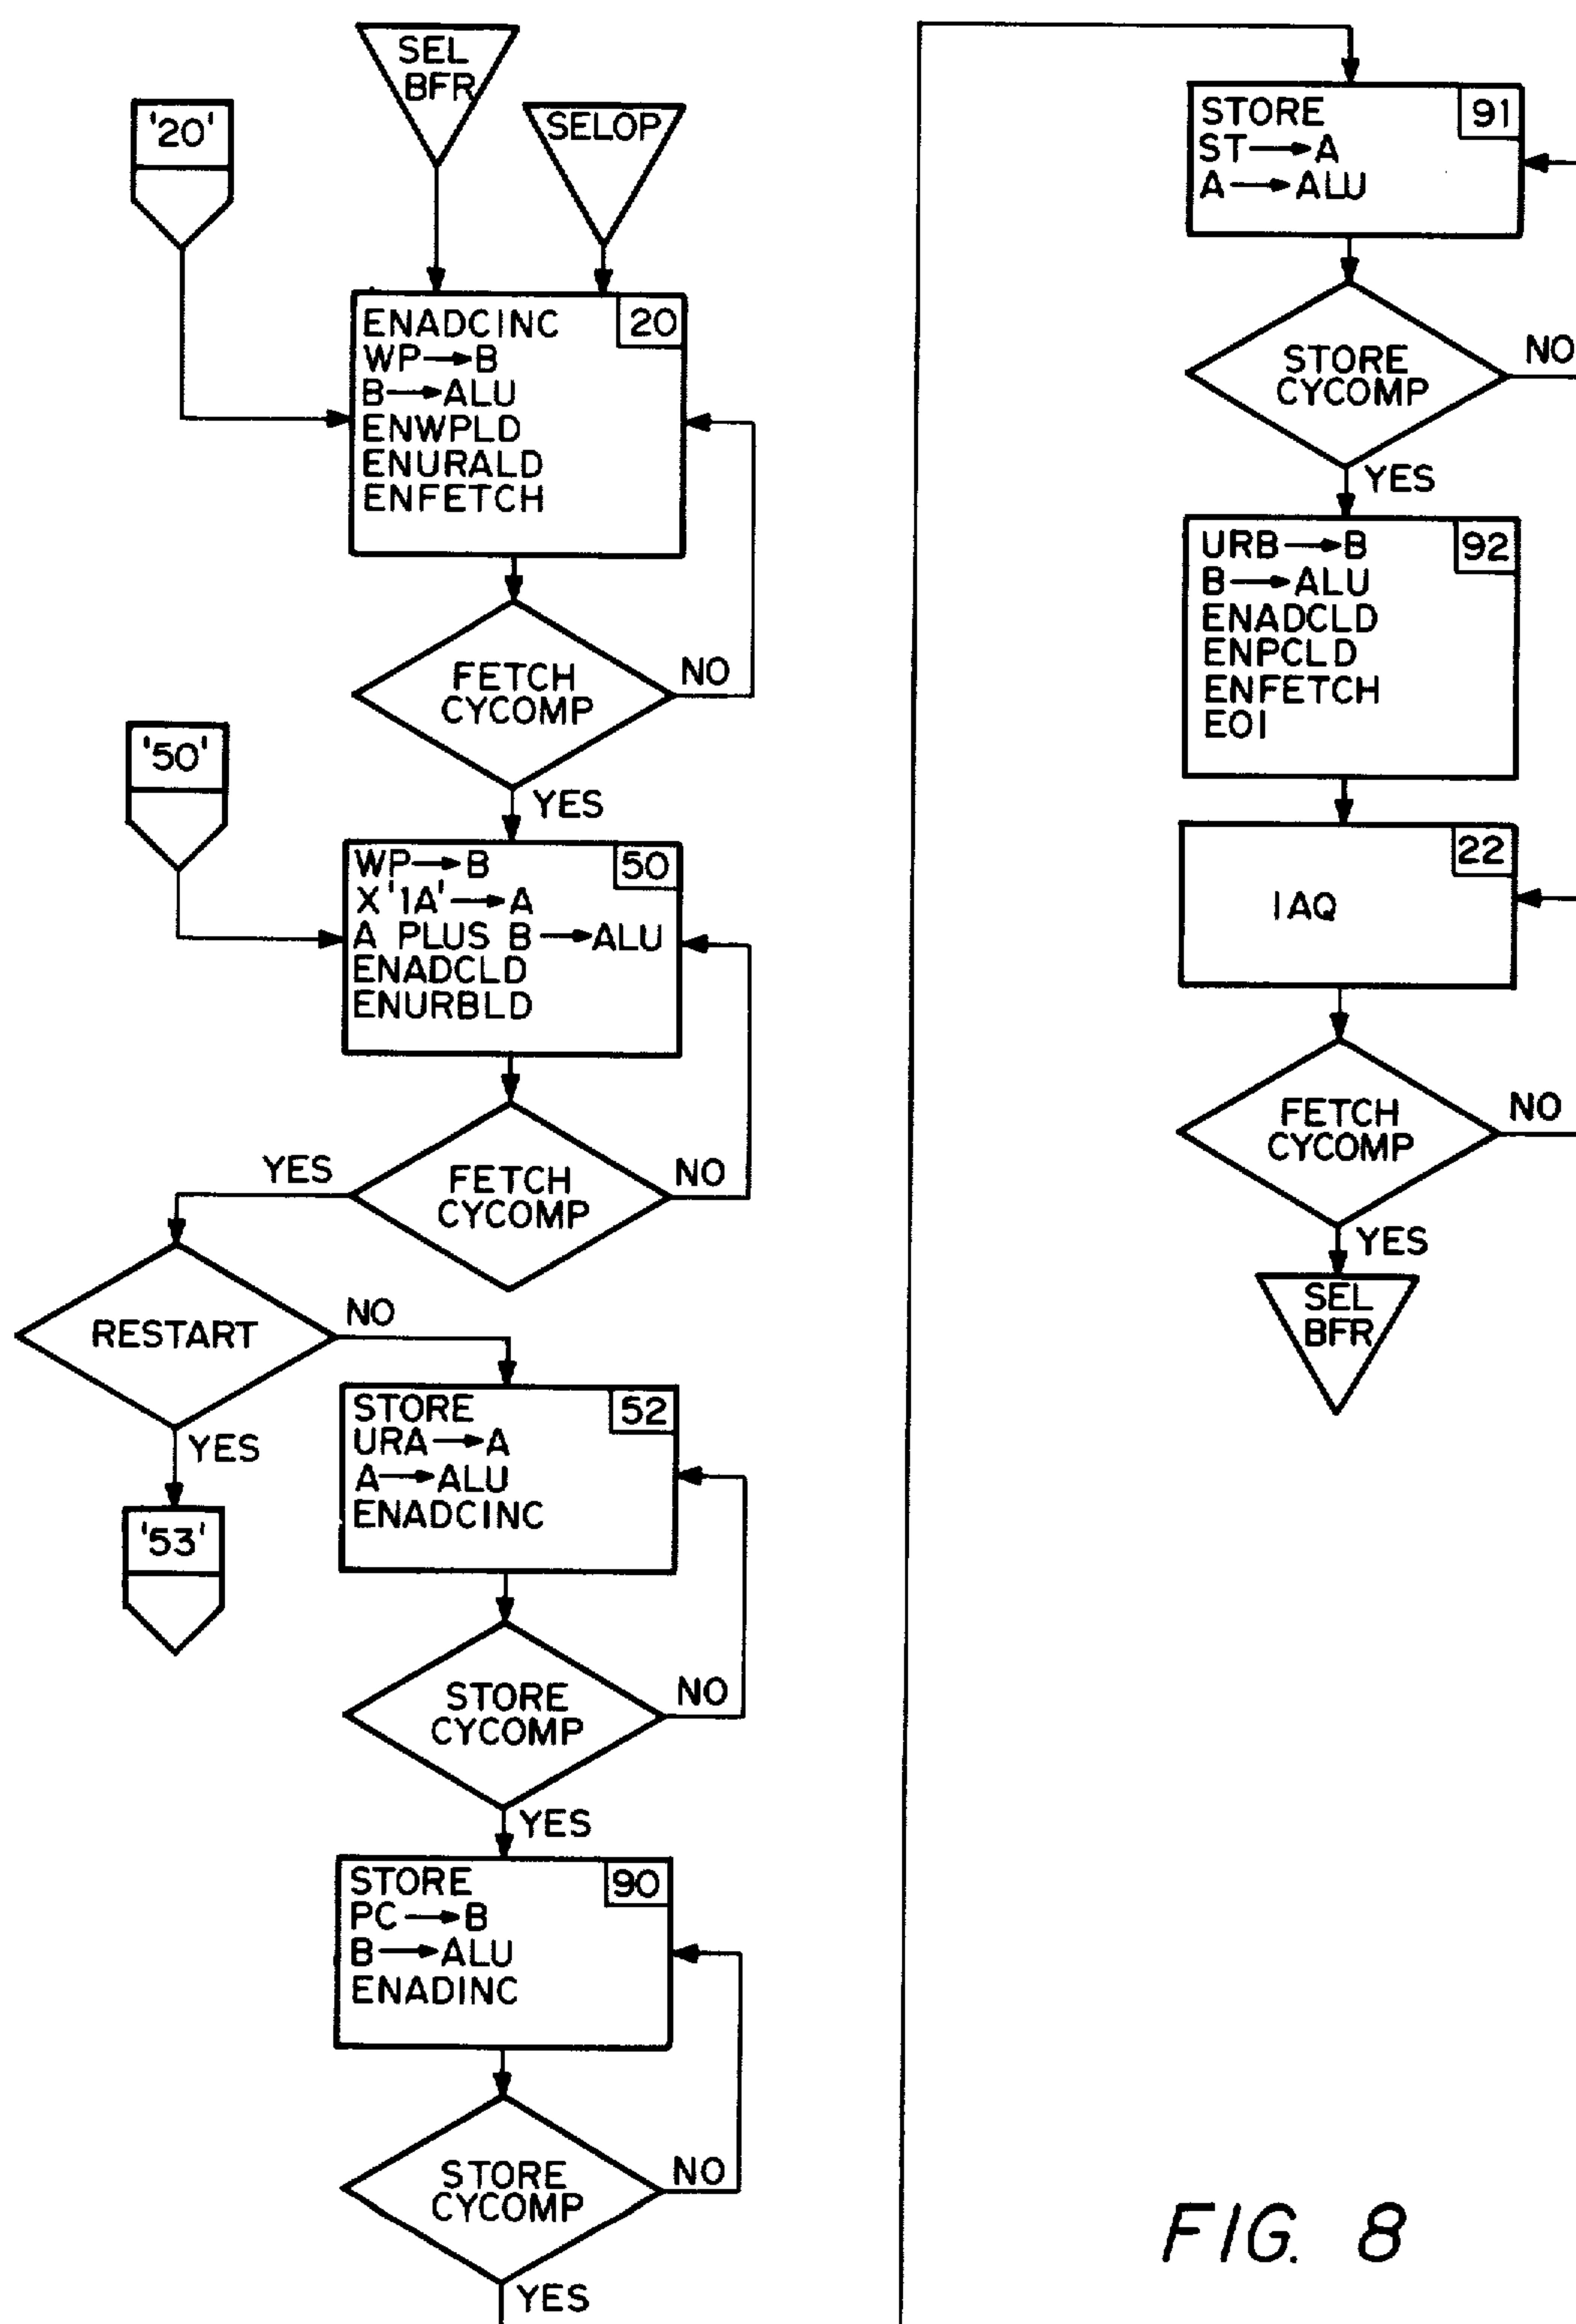 SEL
BFR
SELOP
'20'
20
ENADCINC
WP→B
B→ALU
ENWPLD
ENURALD
ENFETCH
FETCH
CYCOMP
NO
YES
'50'
50
WP→B
X'1A'→A
A PLUS B→ALU
ENADCLD
ENURBLD
FETCH
CYCOMP
NO
YES
RESTART
NO
YES
'53'
52
STORE
URA→A
A→ALU
ENADCINC
STORE
CYCOMP
NO
YES
90
STORE
PC→B
B→ALU
ENADINC
STORE
CYCOMP
NO
YES
91
STORE
ST→A
A→ALU
STORE
CYCOMP
NO
YES
92
URB→B
B→ALU
ENADCLD
ENPCLD
ENFETCH
EOI
22
IAQ
FETCH
CYCOMP
NO
YES
SEL
BFR
FIG. 8